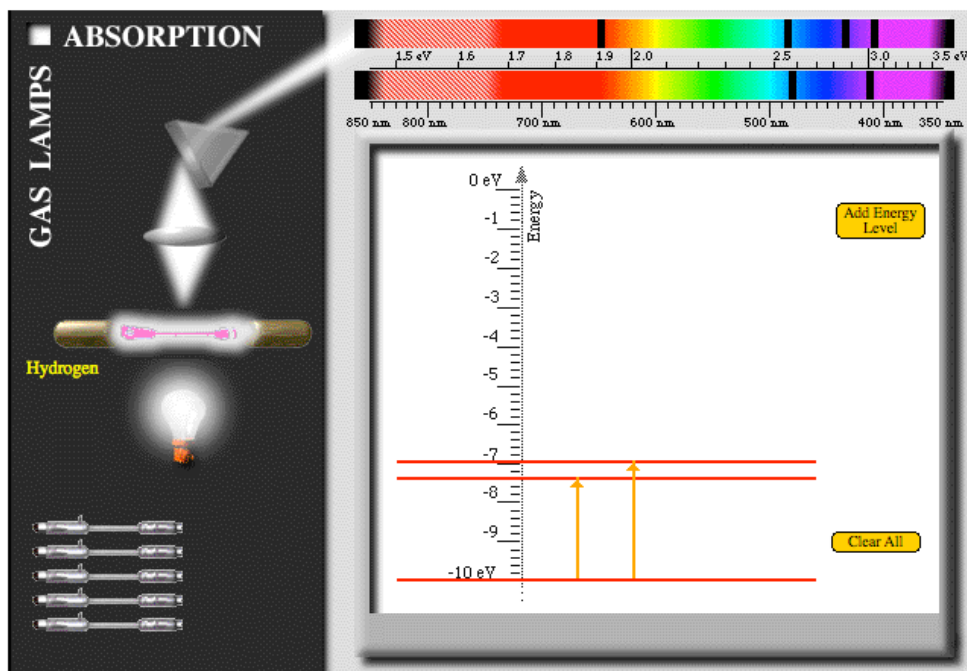 ABSORPTION
GAS LAMPS
Hydrogen
1.5 eV 1.6 1.7 1.8 1.9 2.0 2.5 3.0 3.5 eV
850 nm 800 nm 700 nm 600 nm 500 nm 400 nm 350 nm
0 eV
Energy
-1
-2
-3
-4
-5
-6
-7
-8
-9
-10 eV
Add Energy
Level
Clear All